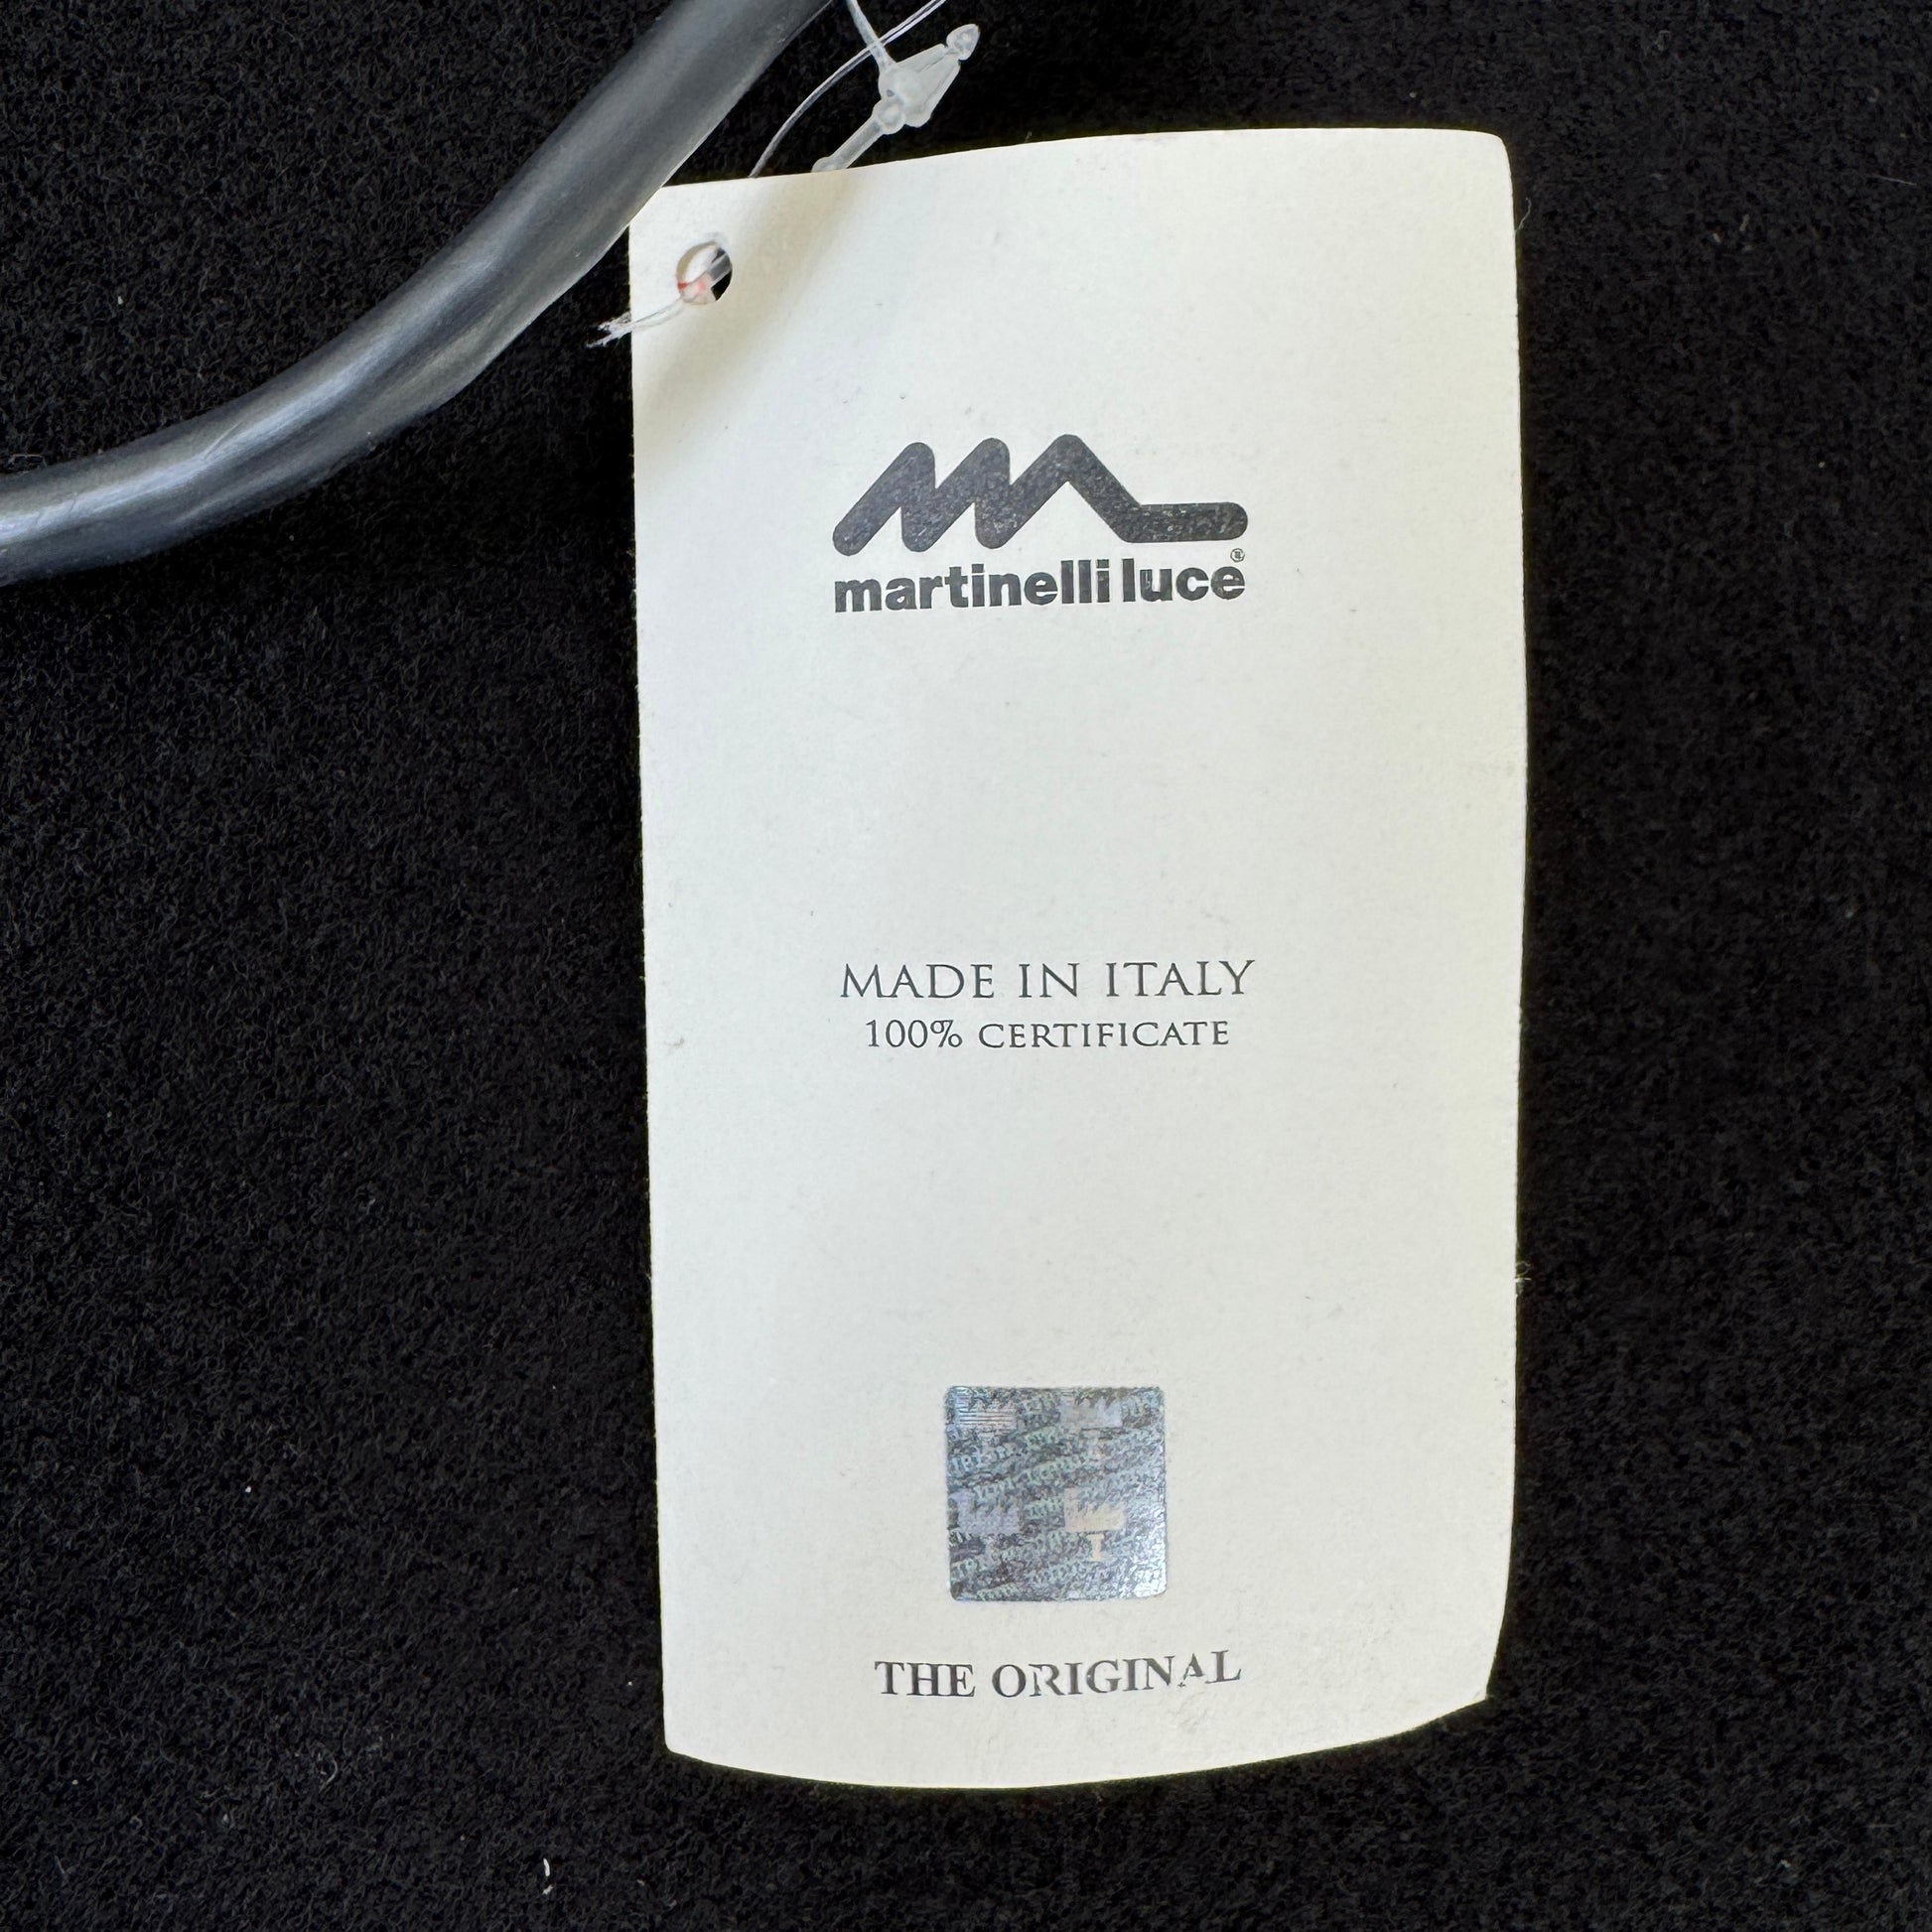 martinelli luce®
MADE IN ITALY
100% CERTIFICATE
THE ORIGINAL